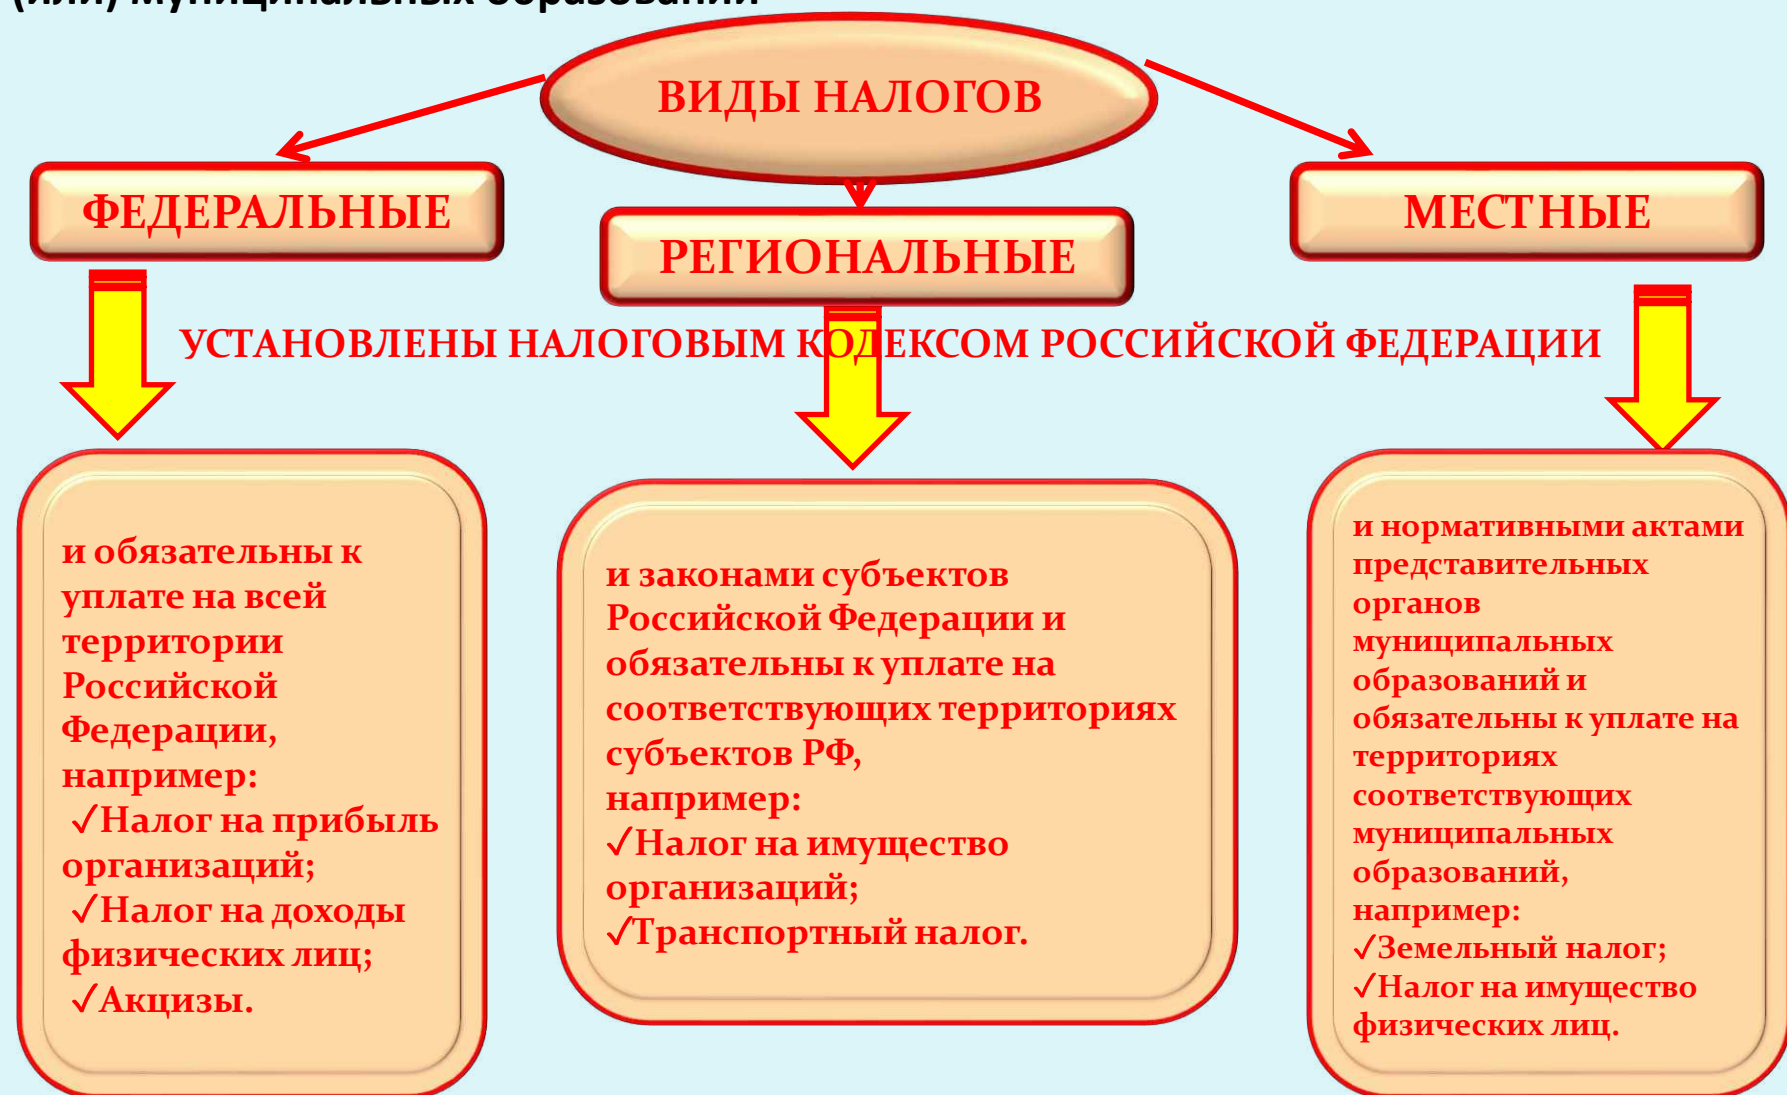 (или) муниципальных образований
ВИДЫ НАЛОГОВ
ФЕДЕРАЛЬНЫЕ
РЕГИОНАЛЬНЫЕ
МЕСТНЫЕ
УСТАНОВЛЕНЫ НАЛОГОВЫМ КОДЕКСОМ РОССИЙСКОЙ ФЕДЕРАЦИИ
и обязательны к
уплате на всей
территории
Российской
Федерации,
например:
✓Налог на прибыль
организаций;
✓Налог на доходы
физических лиц;
✓Акцизы.
и законами субъектов
Российской Федерации и
обязательны к уплате на
соответствующих территориях
субъектов РФ,
например:
✓Налог на имущество
организаций;
✓Транспортный налог.
и нормативными актами
представительных
органов
муниципальных
образований и
обязательны к уплате на
территориях
соответствующих
муниципальных
образований,
например:
✓Земельный налог;
✓Налог на имущество
физических лиц.